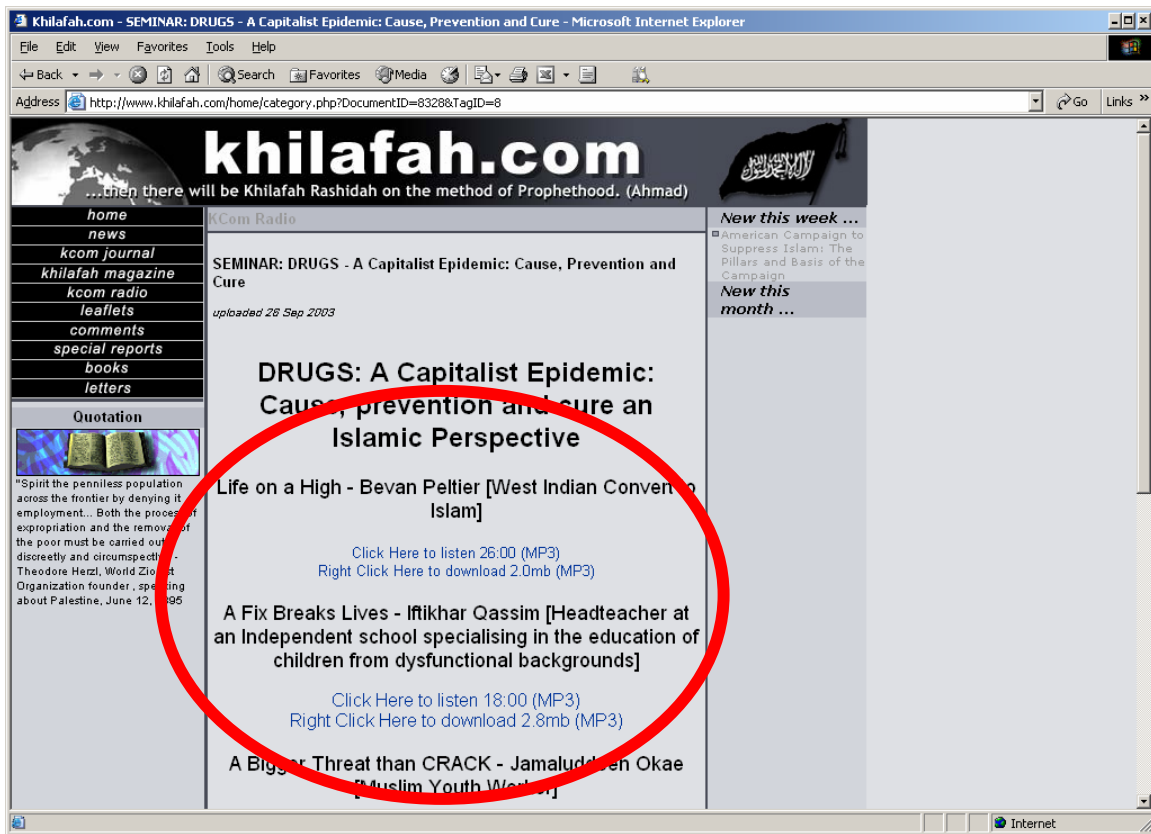 Khilafah.com - SEMINAR: DRUGS - A Capitalist Epidemic: Cause, Prevention and Cure - Microsoft Internet Explorer
File Edit View Favorites Tools Help
Back Search Favorites Media
Address http://www.khilafah.com/home/category.php?DocumentID=8328&TagID=8 Go Links »
khilafah.com
...then there will be Khilafah Rashidah on the method of Prophethood. (Ahmad)
home
news
kcom journal
khilafah magazine
kcom radio
leaflets
comments
special reports
books
letters
Quotation
"Spirit the penniless population
across the frontier by denying it
employment... Both the process of
expropriation and the removal of
the poor must be carried out
discreetly and circumspectly." -
Theodore Herzl, World Zionist
Organization founder , speaking
about Palestine, June 12, 1895
KCom Radio
SEMINAR: DRUGS - A Capitalist Epidemic: Cause, Prevention and
Cure
uploaded 28 Sep 2003
DRUGS: A Capitalist Epidemic:
Cause, prevention and cure an
Islamic Perspective
Life on a High - Bevan Peltier [West Indian Convert to
Islam]
Click Here to listen 26:00 (MP3)
Right Click Here to download 2.0mb (MP3)
A Fix Breaks Lives - Iftikhar Qassim [Headteacher at
an Independent school specialising in the education of
children from dysfunctional backgrounds]
Click Here to listen 18:00 (MP3)
Right Click Here to download 2.8mb (MP3)
A Bigger Threat than CRACK - Jamaluddeen Okae
[Muslim Youth Worker]
New this week ...
American Campaign to
Suppress Islam: The
Pillars and Basis of the
Campaign
New this
month ...
Internet